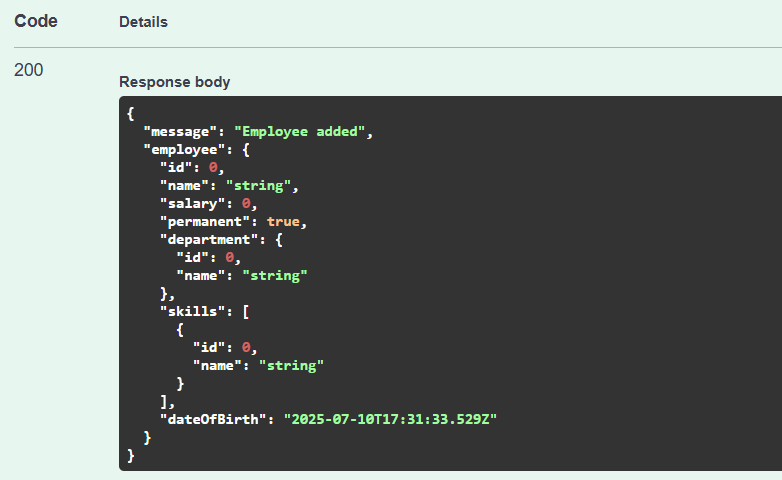 Code Details
200
Response body
{
"message": "Employee added",
"employee": {
"id": 0,
"name": "string",
"salary": 0,
"permanent": true,
"department": {
"id": 0,
"name": "string"
},
"skills": [
{
"id": 0,
"name": "string"
}
],
"dateOfBirth": "2025-07-10T17:31:33.529Z"
}
}